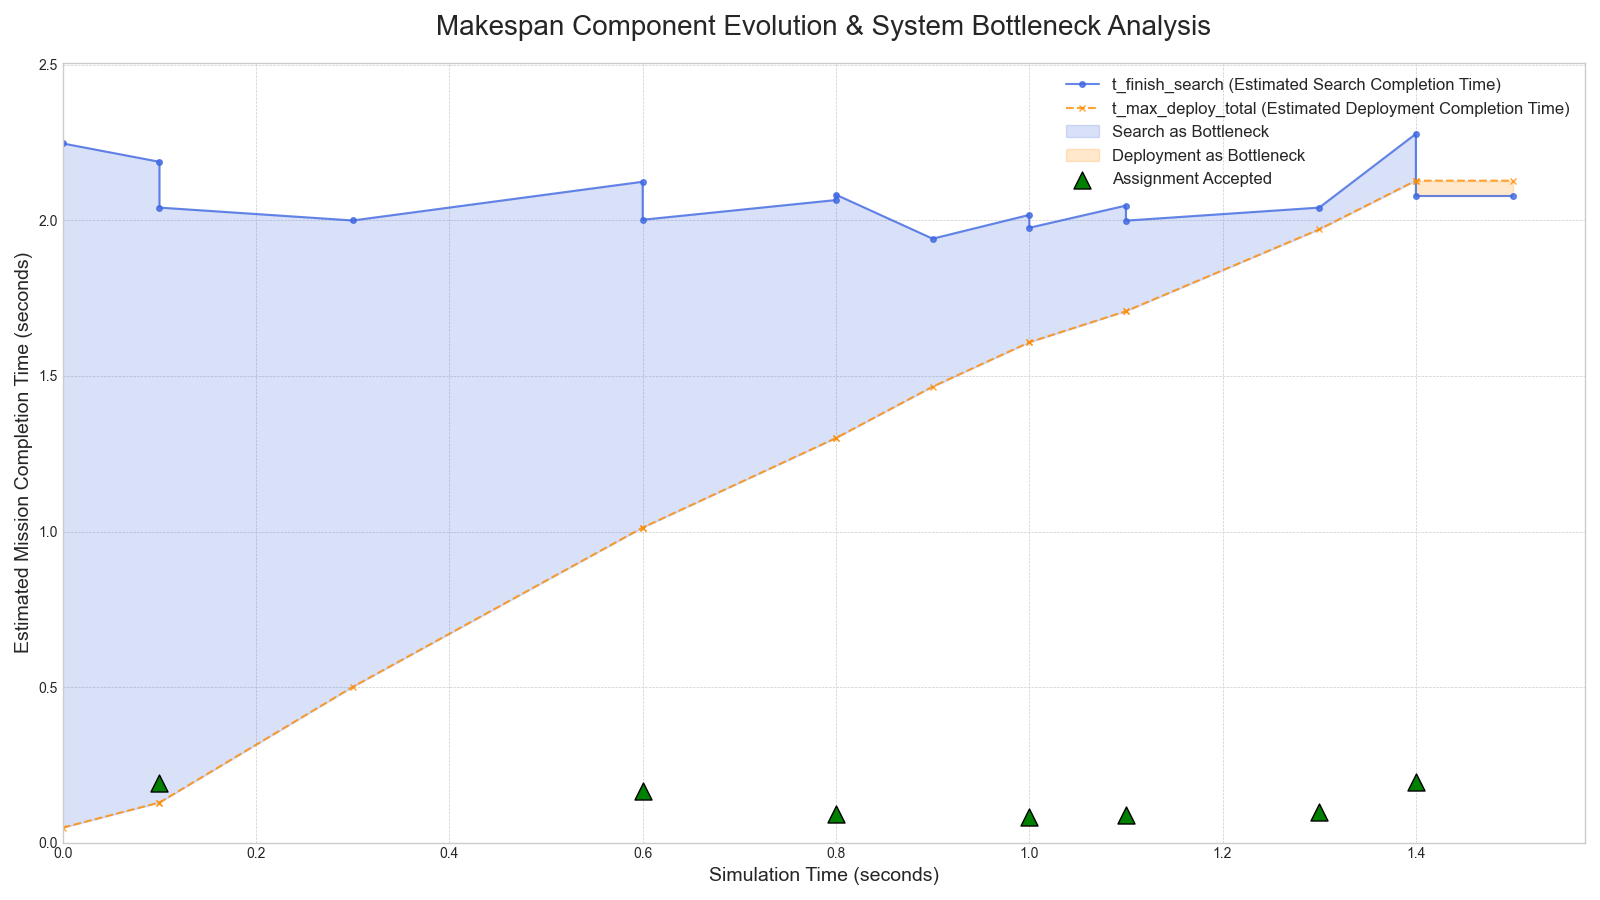 Makespan Component Evolution & System Bottleneck Analysis
t_finish_search (Estimated Search Completion Time)
t_max_deploy_total (Estimated Deployment Completion Time)
Search as Bottleneck
Deployment as Bottleneck
Assignment Accepted
Estimated Mission Completion Time (seconds)
2.5
2.0
1.5
1.0
0.5
0.0
0.0 0.2 0.4 0.6 0.8 1.0 1.2 1.4
Simulation Time (seconds)